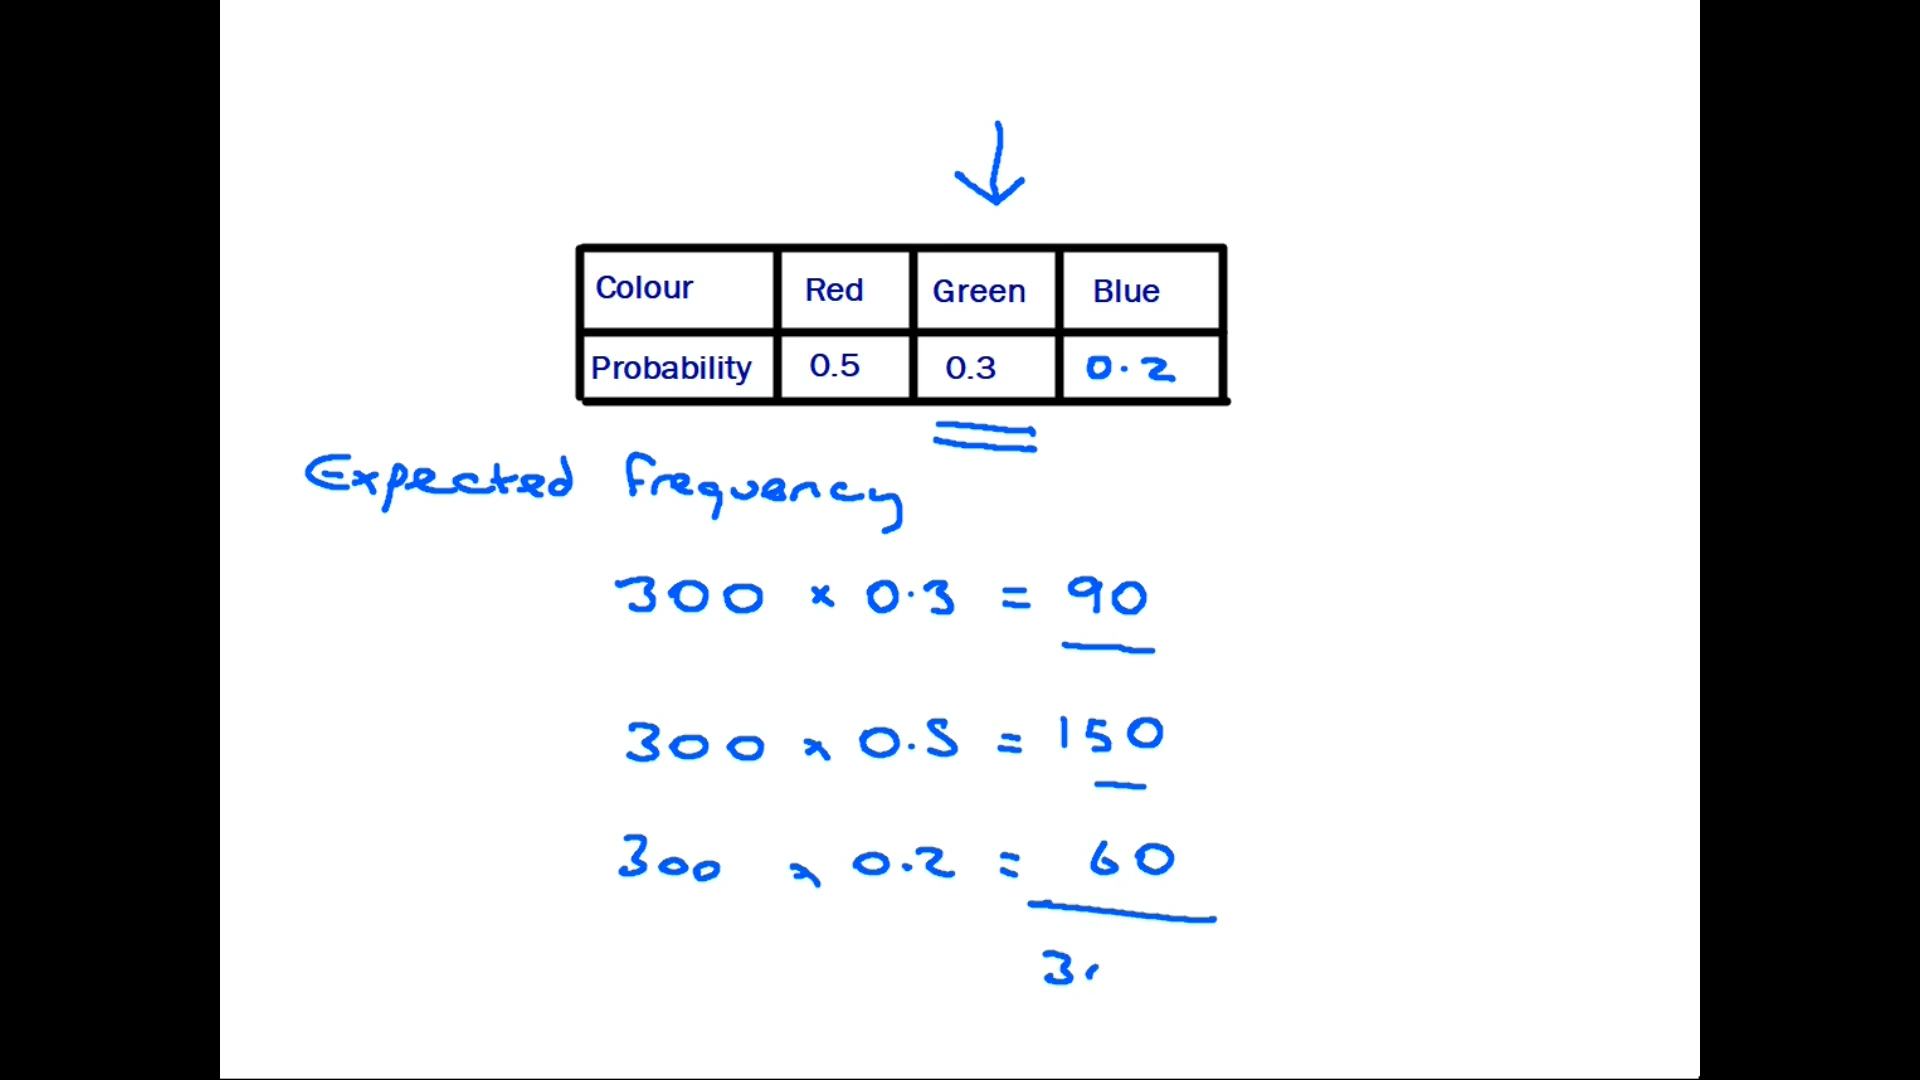 Colour Red Green Blue
Probability 0.5 0.3 0.2
Expected Frequency
300 × 0.3 = 90
300 × 0.5 = 150
300 × 0.2 = 60
3